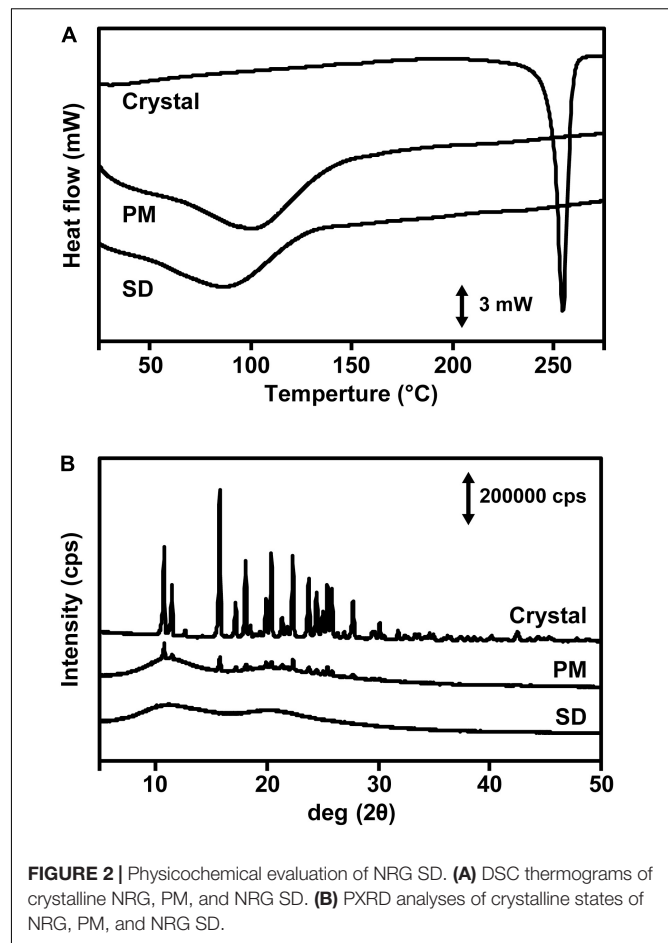 A
Heat flow (mW)
Crystal
PM
SD
3 mW
50 100 150 200 250
Temperture (°C)
B
Intensity (cps)
200000 cps
Crystal
PM
SD
10 20 30 40 50
deg (2θ)
FIGURE 2 | Physicochemical evaluation of NRG SD. (A) DSC thermograms of
crystalline NRG, PM, and NRG SD. (B) PXRD analyses of crystalline states of
NRG, PM, and NRG SD.